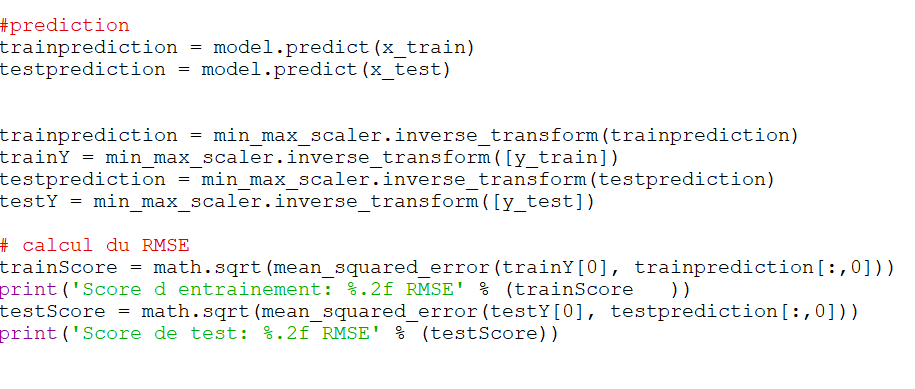 #prediction
trainprediction = model.predict(x_train)
testprediction = model.predict(x_test)
trainprediction = min_max_scaler.inverse_transform(trainprediction)
trainY = min_max_scaler.inverse_transform([y_train])
testprediction = min_max_scaler.inverse_transform(testprediction)
testY = min_max_scaler.inverse_transform([y_test])
# calcul du RMSE
trainScore = math.sqrt(mean_squared_error(trainY[0], trainprediction[:,0]))
print('Score d entrainement: %.2f RMSE' % (trainScore   ))
testScore = math.sqrt(mean_squared_error(testY[0], testprediction[:,0]))
print('Score de test: %.2f RMSE' % (testScore))